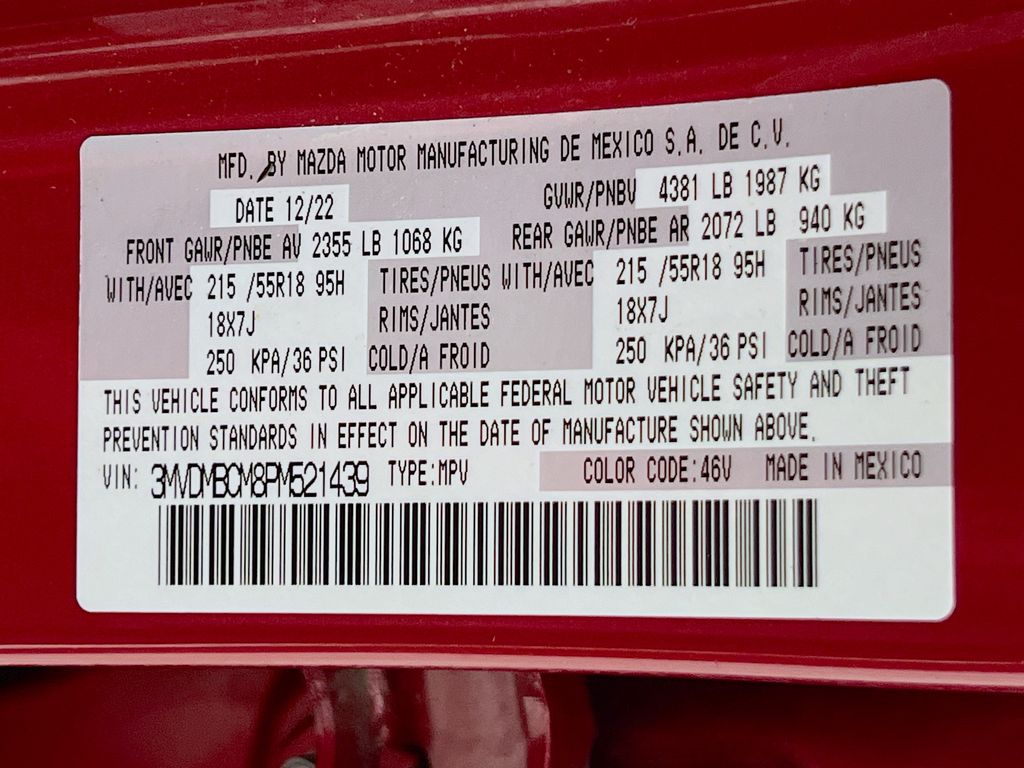 MFD. BY MAZDA MOTOR MANUFACTURING DE MEXICO S.A. DE C.V.
DATE 12/22 GVWR/PNBV 4381 LB 1987 KG
FRONT GAWR/PNBE AV 2355 LB 1068 KG REAR GAWR/PNBE AR 2072 LB 940 KG
WITH/AVEC 215 /55R18 95H TIRES/PNEUS WITH/AVEC 215 /55R18 95H TIRES/PNEUS
18X7J RIMS/JANTES 18X7J RIMS/JANTES
250 KPA/36 PSI COLD/A FROID 250 KPA/36 PSI COLD/A FROID
THIS VEHICLE CONFORMS TO ALL APPLICABLE FEDERAL MOTOR VEHICLE SAFETY AND THEFT
PREVENTION STANDARDS IN EFFECT ON THE DATE OF MANUFACTURE SHOWN ABOVE.
VIN: 3MVDMBCM8PM521439 TYPE:MPV COLOR CODE:46V MADE IN MEXICO